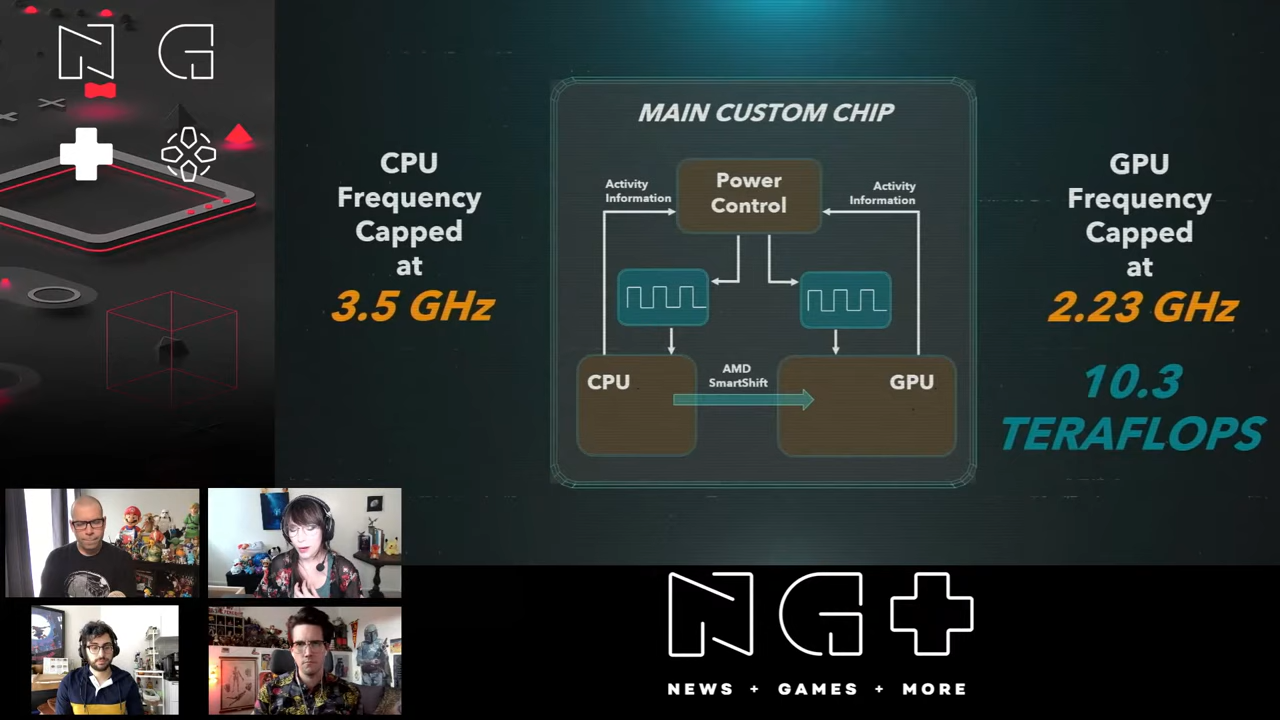 N G
MAIN CUSTOM CHIP
CPU
Frequency
Capped
at
3.5 GHz
Activity
Information
Power
Control
Activity
Information
GPU
Frequency
Capped
at
2.23 GHz
10.3
TERAFLOPS
CPU
AMD
SmartShift
GPU
NG+
NEWS + GAMES + MORE